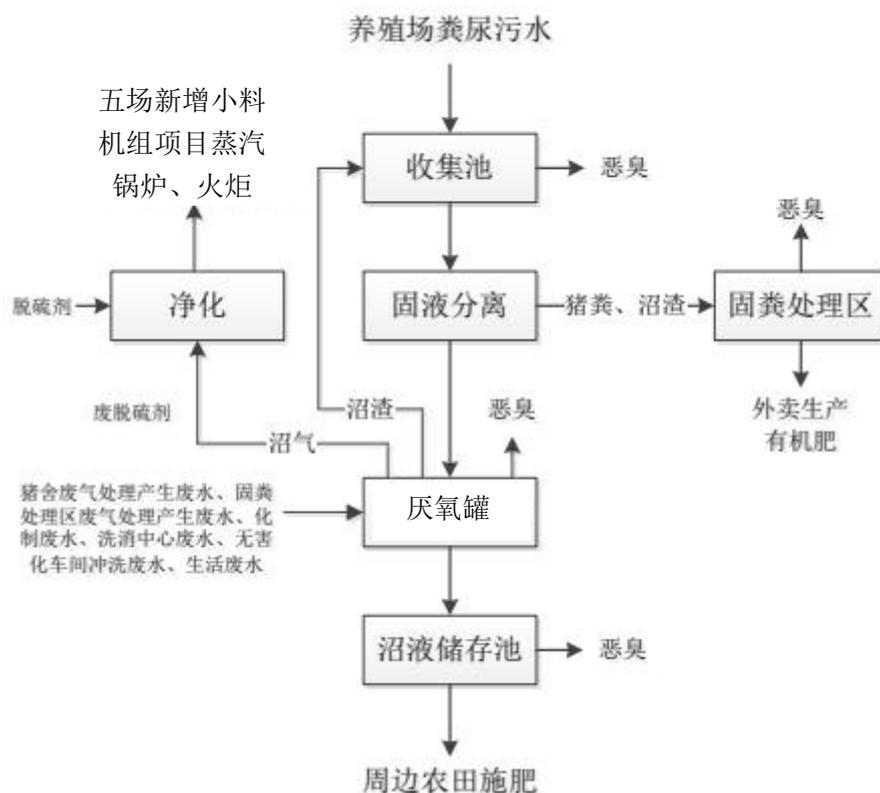 养殖场粪尿污水
五场新增小料
机组项目蒸汽
锅炉、火炬
收集池
恶臭
恶臭
脱硫剂
净化
固液分离
猪粪、沼渣
固粪处理区
废脱硫剂
沼渣
恶臭
外卖生产
有机肥
沼气
猪舍废气处理产生废水、固粪
处理区废气处理产生废水、化
制废水、洗消中心废水、无害
化车间冲洗废水、生活废水
厌氧罐
沼液储存池
恶臭
周边农田施肥